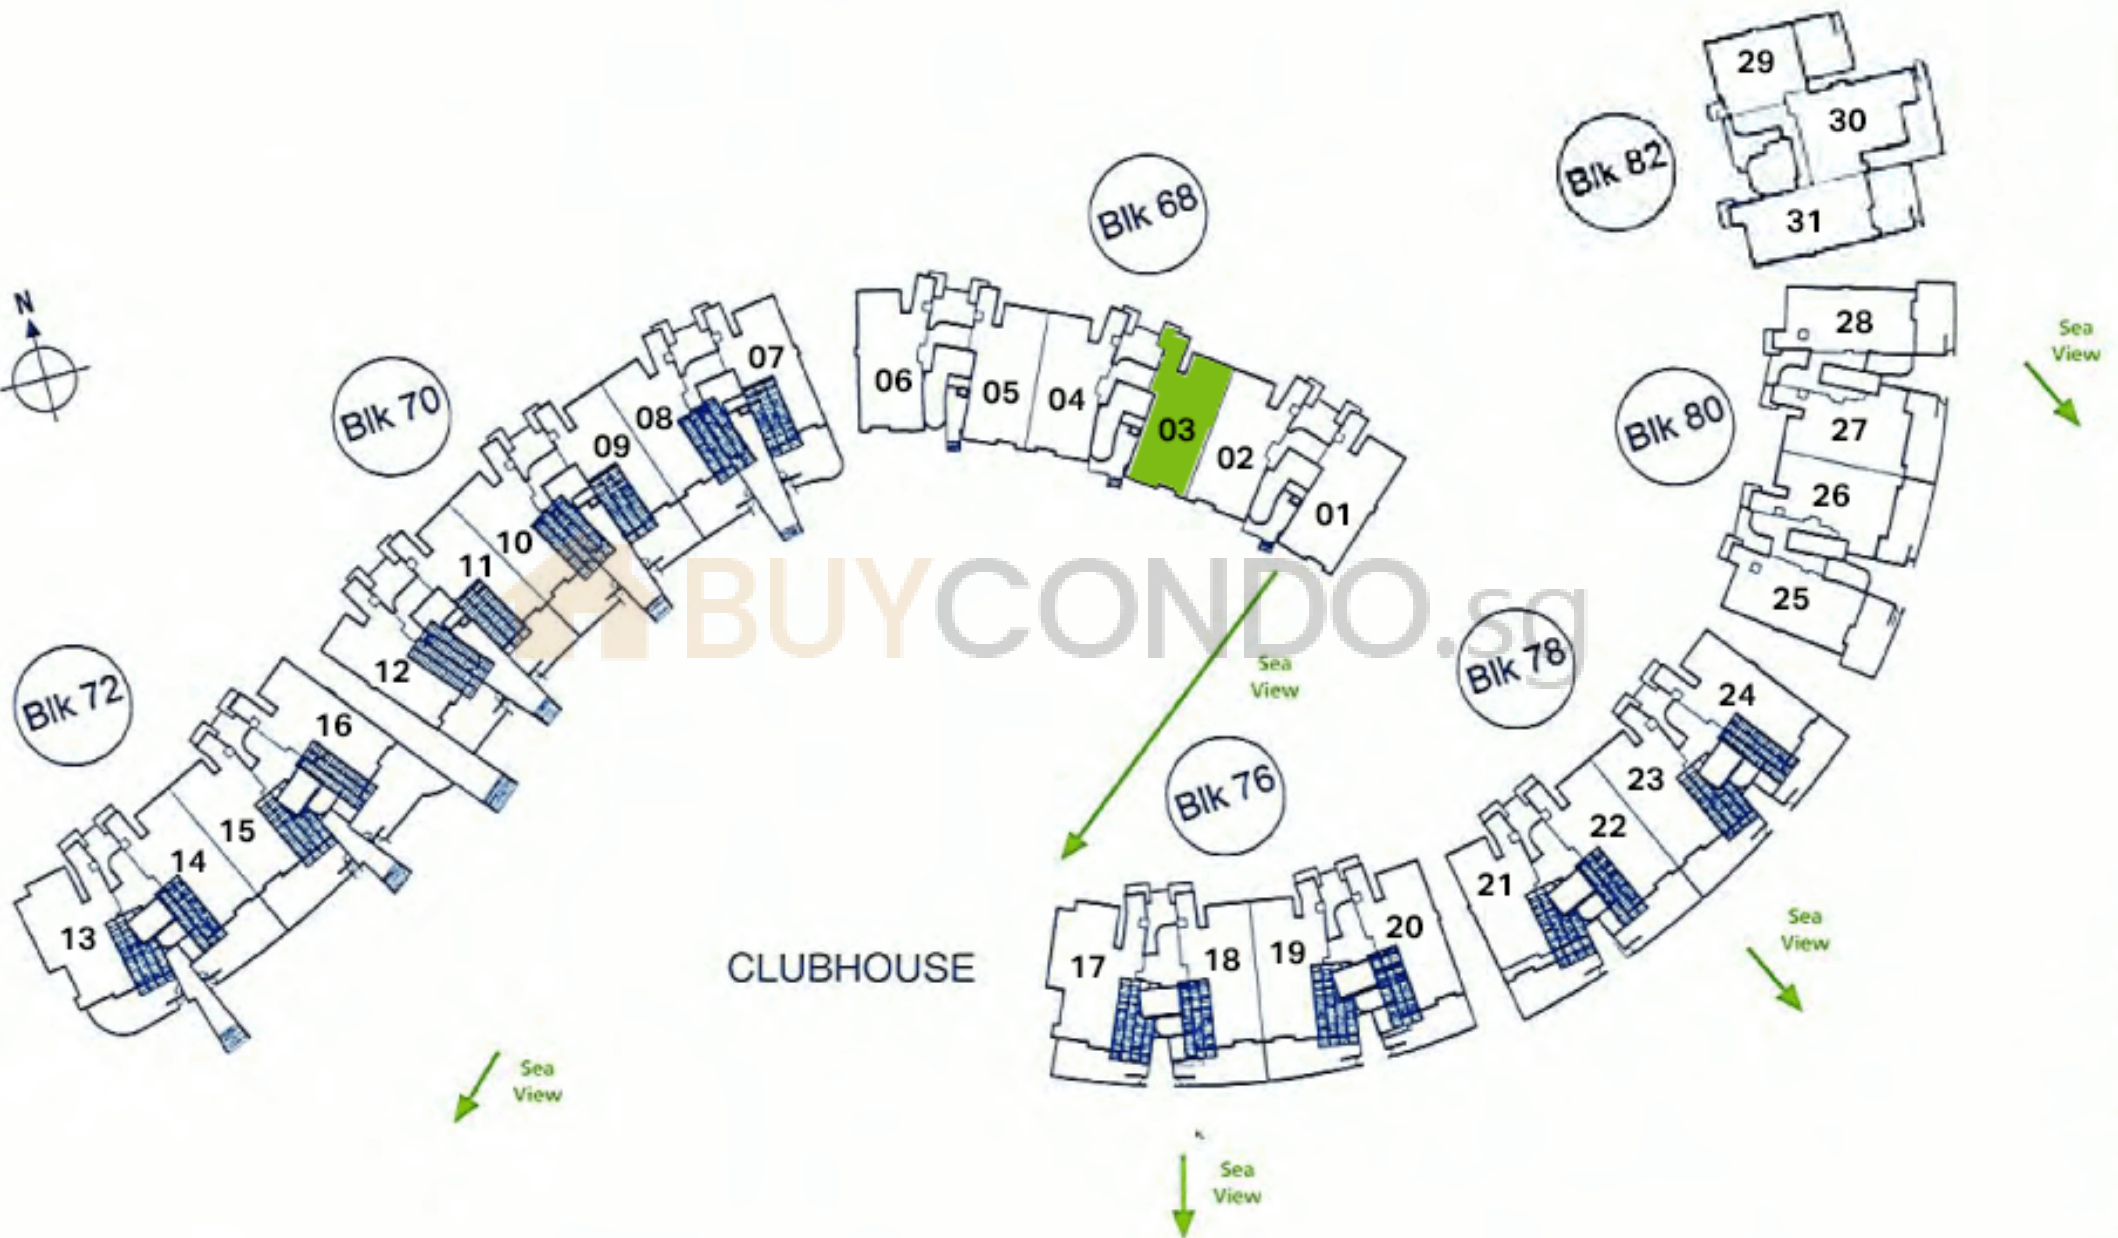 29
30
Blk 82
31
Blk 68
N
28
Sea
View
07
Blk 70
06
05
04
03
02
01
08
09
Blk 80
27
26
25
10
11
12
BUYCONDO.sg
Blk 72
16
15
14
13
Sea
View
Blk 78
24
23
22
21
Blk 76
20
19
18
17
CLUBHOUSE
Sea
View
Sea
View
Sea
View